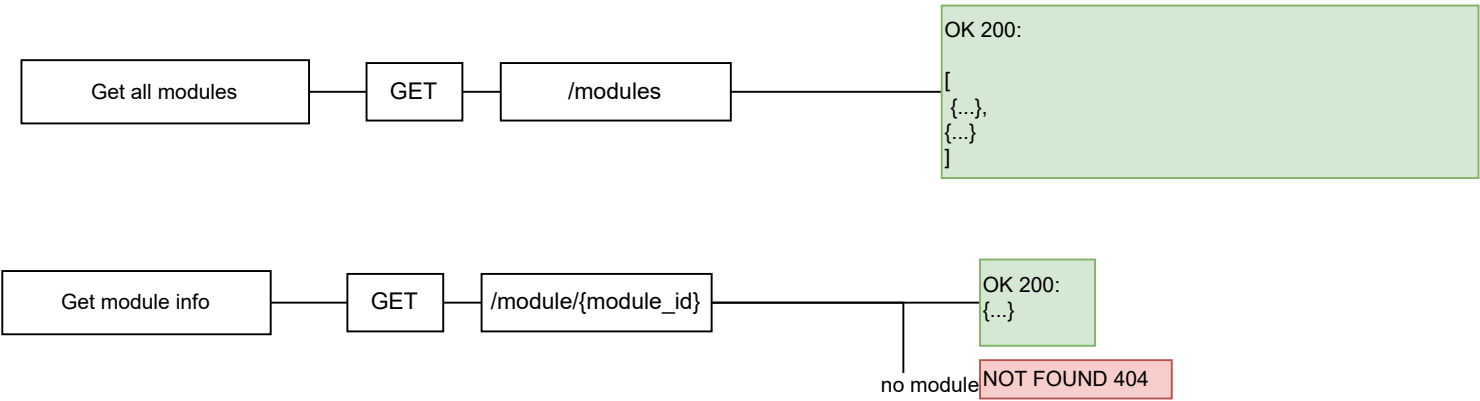 Get all modules
GET
/modules
OK 200:
[
{...},
{...}
]
Get module info
GET
/module/{module_id}
OK 200:
{...}
no module
NOT FOUND 404